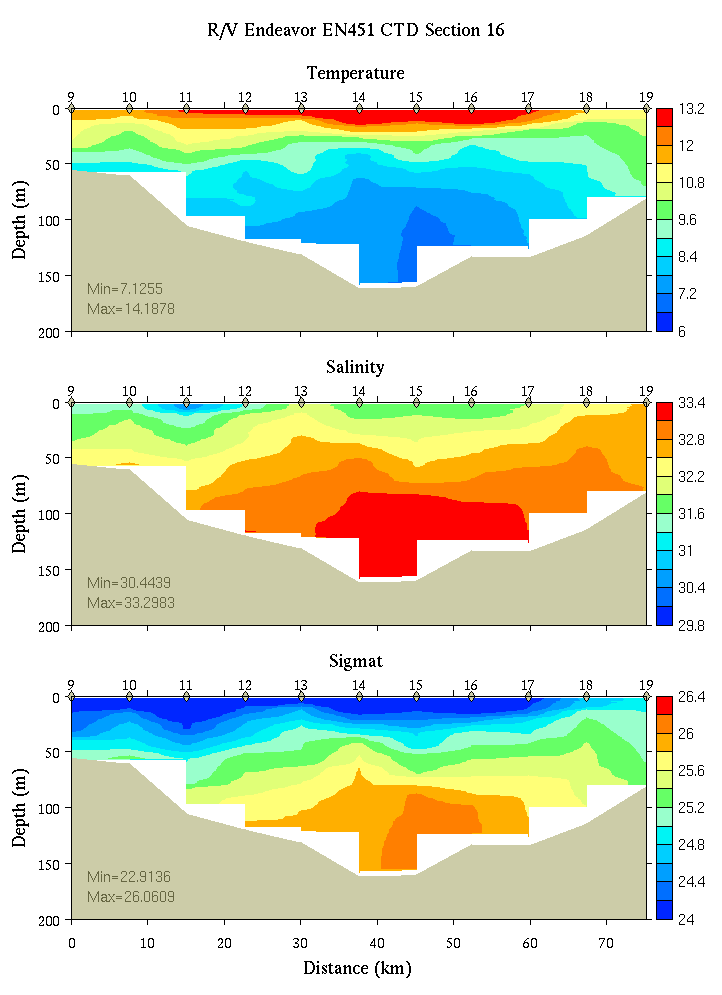 R/V Endeavor EN451 CTD Section 16
Temperature
9 10 11 12 13 14 15 16 17 18 19
0
50
100
150
200
Depth (m)
Min=7.1255
Max=14.1878
13.2
12
10.8
9.6
8.4
7.2
6
Salinity
9 10 11 12 13 14 15 16 17 18 19
0
50
100
150
200
Depth (m)
Min=30.4439
Max=33.2983
33.4
32.8
32.2
31.6
31
30.4
29.8
Sigmat
9 10 11 12 13 14 15 16 17 18 19
0
50
100
150
200
Depth (m)
Min=22.9136
Max=26.0609
26.4
26
25.6
25.2
24.8
24.4
24
0 10 20 30 40 50 60 70
Distance (km)